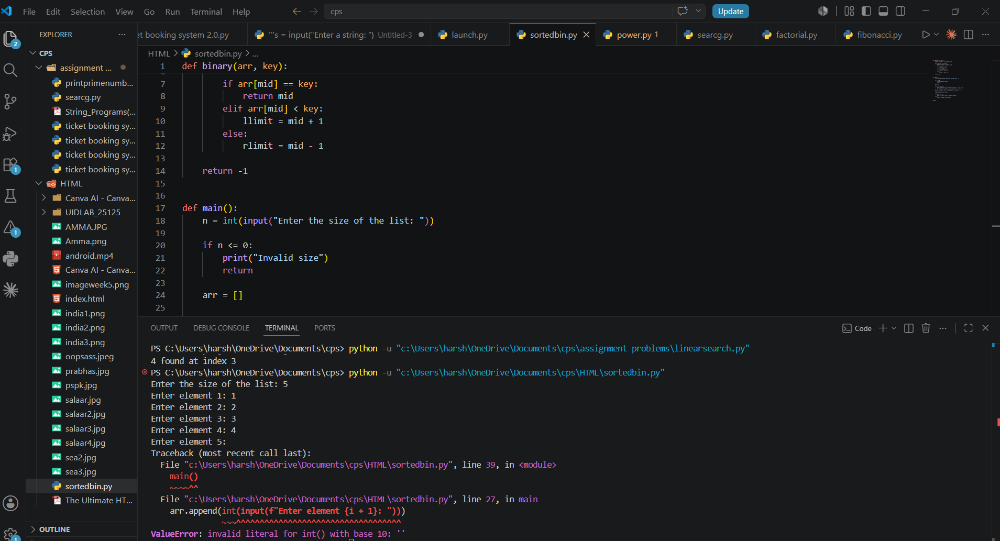 File Edit Selection View Go Run Terminal Help
cps
Update
EXPLORER
et booking system 2.0.py
'''s = input("Enter a string: ") Untitled-3
launch.py
sortedbin.py
power.py 1
searcg.py
factorial.py
fibonacci.py
CPS
assignment ...
printprimenumb...
searcg.py
String_Programs(...
ticket booking sy...
ticket booking sy...
ticket booking sy...
ticket booking sy...
HTML
Canva AI - Canva...
UIDLAB_25125
AMMA.JPG
Amma.png
android.mp4
Canva AI - Canva...
imageweek5.png
index.html
india1.png
india2.png
india3.png
oopsass.jpeg
prabhas.jpg
pspk.jpg
salaar.jpg
salaar2.jpg
salaar3.jpg
salaar4.jpg
sea2.jpg
sea3.jpg
sortedbin.py
The Ultimate HT...
OUTLINE
2
1
1
1
HTML > sortedbin.py > ...
1 def binary(arr, key):
7 if arr[mid] == key:
8 return mid
9 elif arr[mid] < key:
10 llimit = mid + 1
11 else:
12 rlimit = mid - 1
13
14 return -1
15
16
17 def main():
18 n = int(input("Enter the size of the list: "))
19
20 if n <= 0:
21 print("Invalid size")
22 return
23
24 arr = []
25
OUTPUT DEBUG CONSOLE TERMINAL PORTS
Code
PS C:\Users\harsh\OneDrive\Documents\cps> python -u "c:\Users\harsh\OneDrive\Documents\cps\assignment problems\linearsearch.py"
4 found at index 3
PS C:\Users\harsh\OneDrive\Documents\cps> python -u "c:\Users\harsh\OneDrive\Documents\cps\HTML\sortedbin.py"
Enter the size of the list: 5
Enter element 1: 1
Enter element 2: 2
Enter element 3: 3
Enter element 4: 4
Enter element 5:
Traceback (most recent call last):
File "c:\Users\harsh\OneDrive\Documents\cps\HTML\sortedbin.py", line 39, in <module>
main()
~~~~^^
File "c:\Users\harsh\OneDrive\Documents\cps\HTML\sortedbin.py", line 27, in main
arr.append(int(input(f"Enter element {i + 1}: ")))
~~~^^^^^^^^^^^^^^^^^^^^^^^^^^^^^^^^^^^
ValueError: invalid literal for int() with base 10: ''